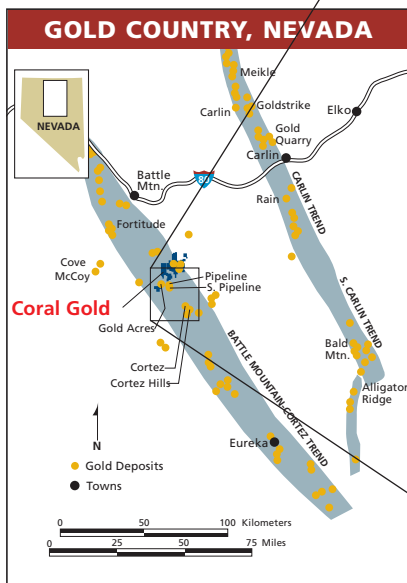 GOLD COUNTRY, NEVADA
NEVADA
Meikle
Carlin
Goldstrike
Elko
Gold
Quarry
Carlin
80
Battle
Mtn.
Rain
CARLIN TREND
Fortitude
Cove
McCoy
Pipeline
S. Pipeline
Coral Gold
Gold Acres
S. CARLIN TREND
Cortez
Cortez Hills
BATTLE MOUNTAIN-CORTEZ TREND
Bald
Mtn.
Alligator
Ridge
N
Eureka
Gold Deposits
Towns
0 50 100 Kilometers
0 25 50 75 Miles